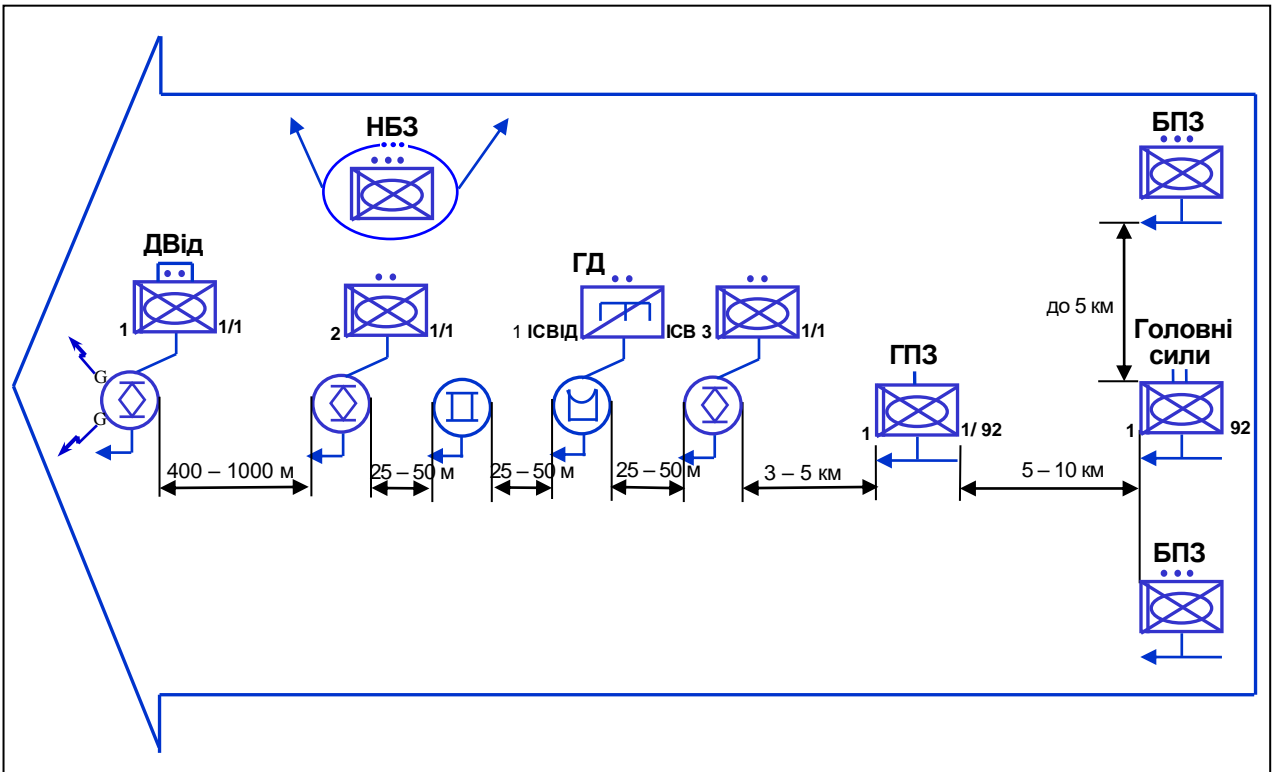 НБЗ
БПЗ
ДВід
1
1/1
2
1/1
ГД
1 ІСВІД
ІСВ 3
1/1
до 5 км
Головні
сили
ГПЗ
1
1/ 92
1
92
G
G
400 – 1000 м
25 – 50 м
25 – 50 м
25 – 50 м
3 – 5 км
5 – 10 км
БПЗ